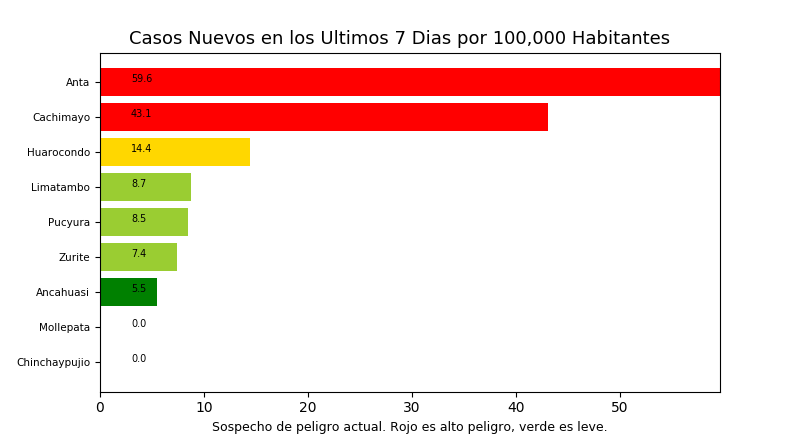 Casos Nuevos en los Ultimos 7 Dias por 100,000 Habitantes
Anta 59.6
Cachimayo 43.1
Huarocondo 14.4
Limatambo 8.7
Pucyura 8.5
Zurite 7.4
Ancahuasi 5.5
Mollepata 0.0
Chinchaypujio 0.0
0 10 20 30 40 50
Sospecho de peligro actual. Rojo es alto peligro, verde es leve.